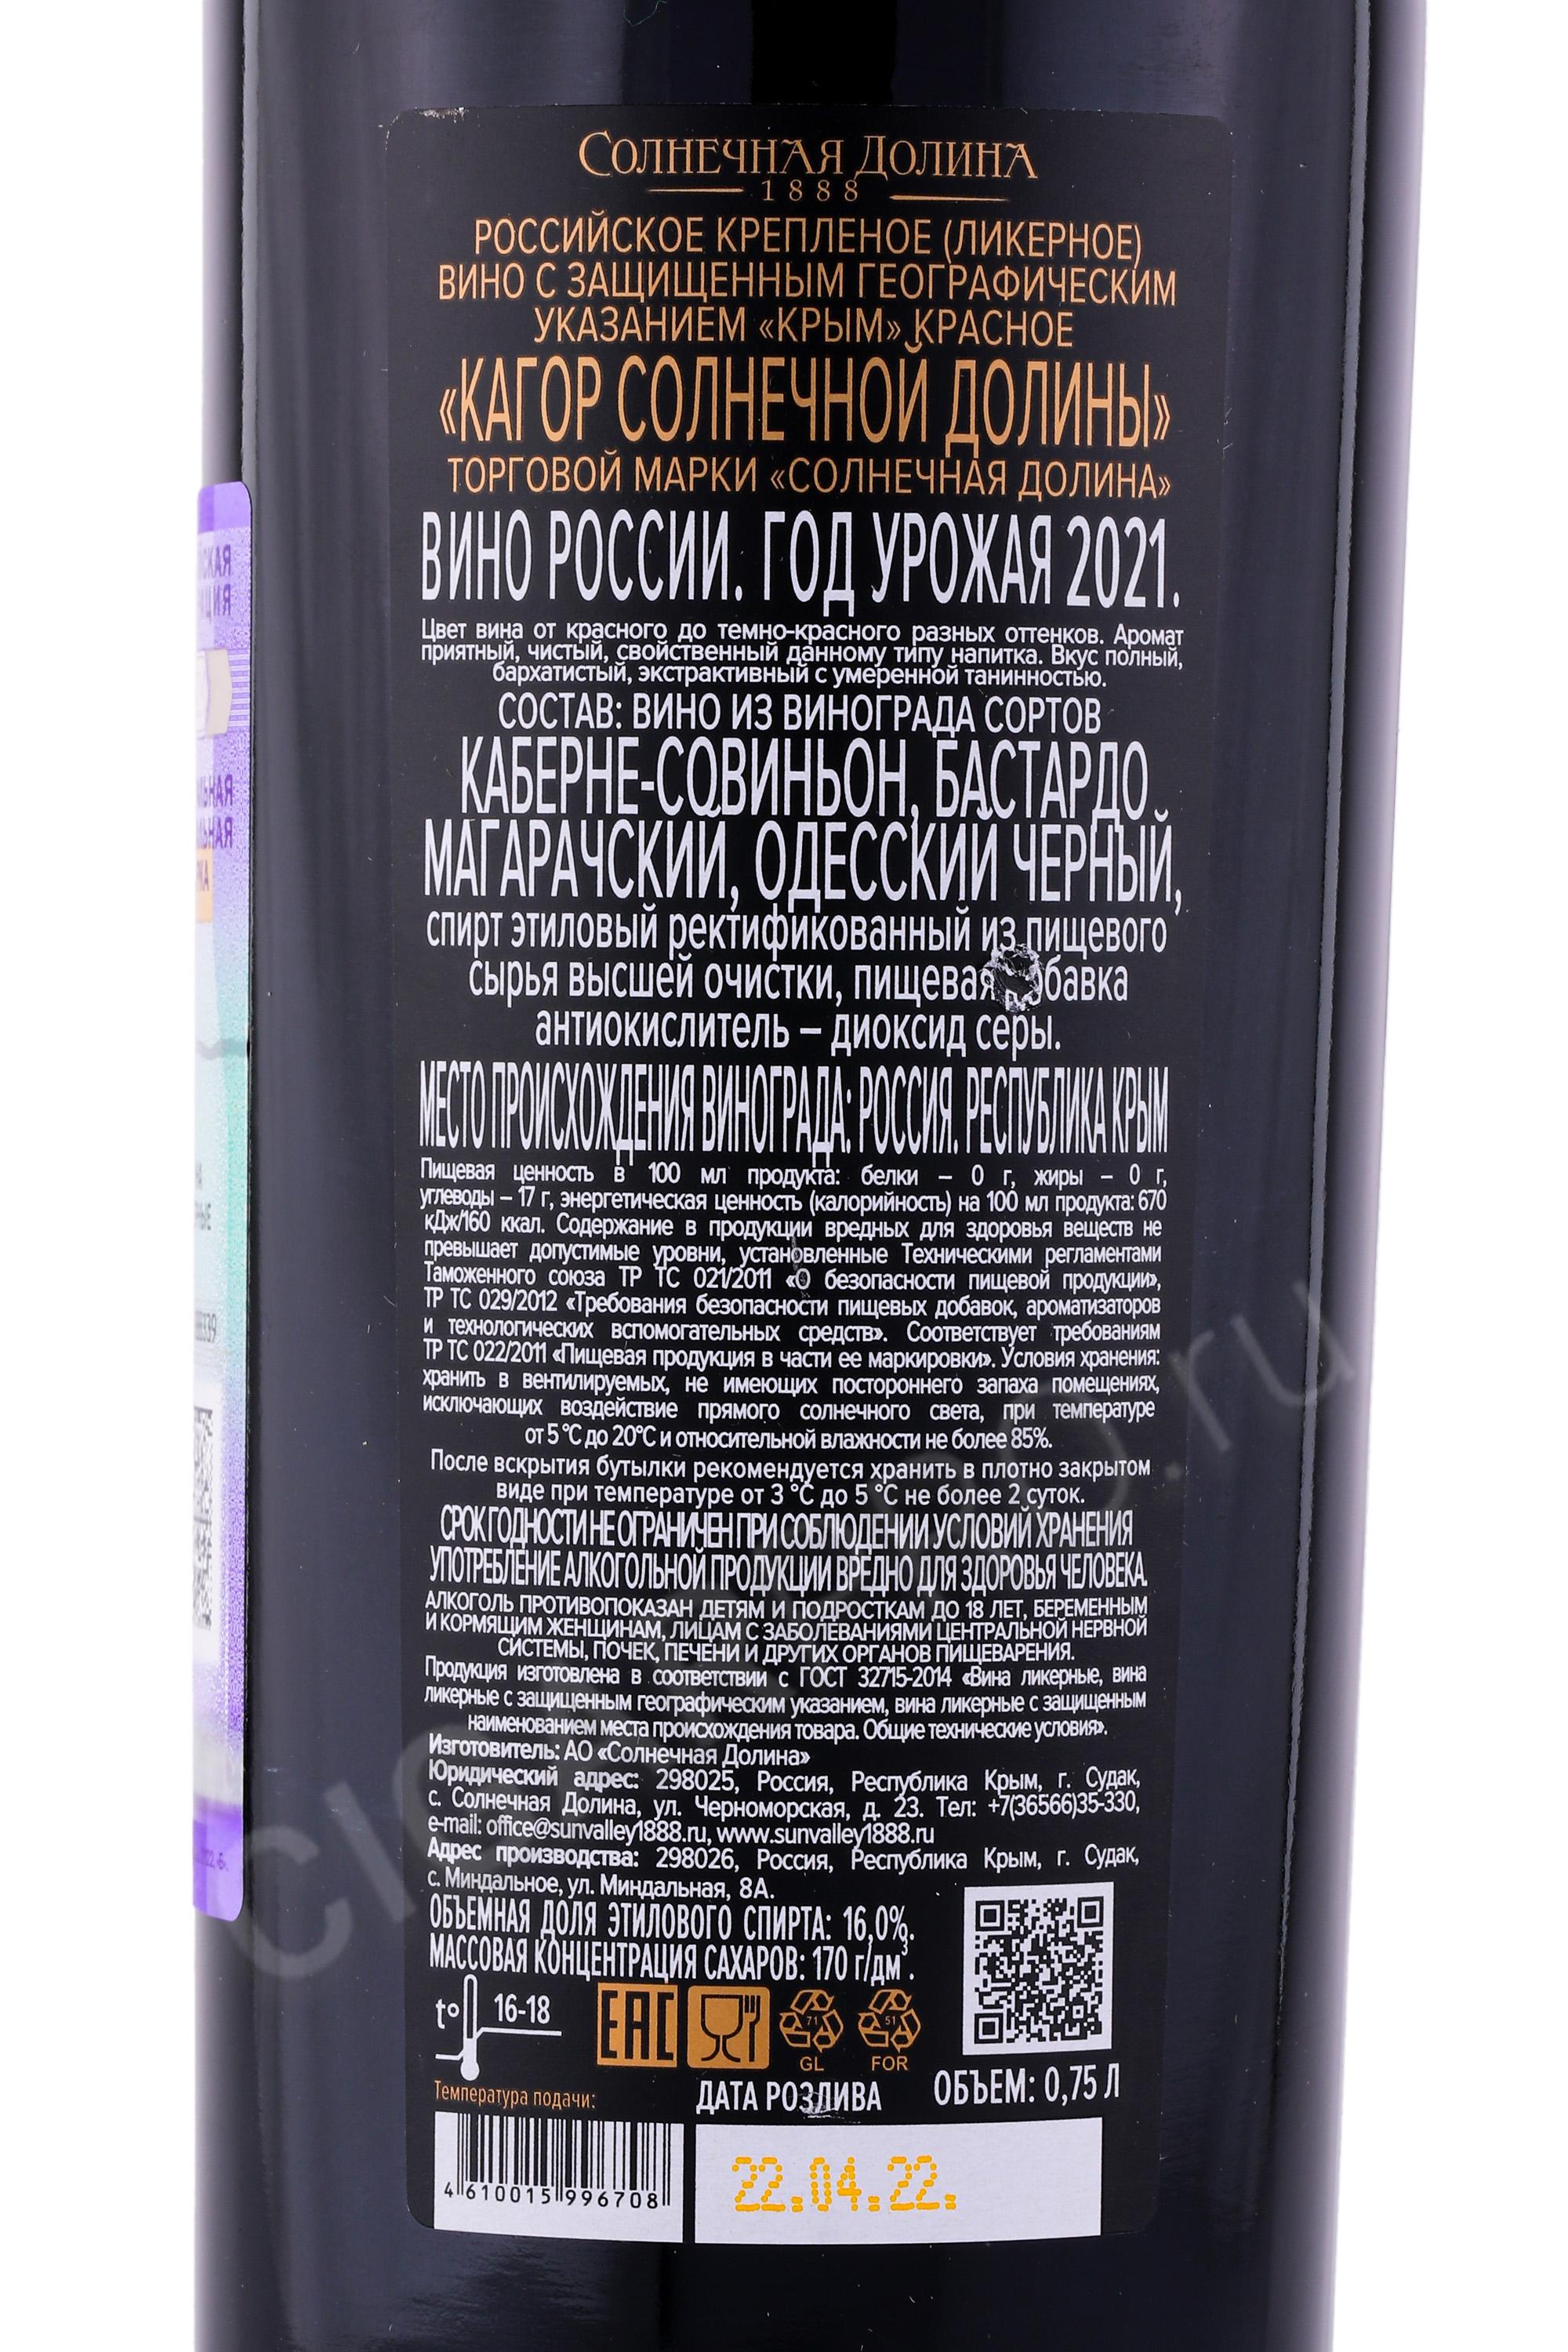 СОЛНЕЧНАЯ ДОЛИНА
1888
РОССИЙСКОЕ КРЕПЛЕНОЕ (ЛИКЕРНОЕ)
ВИНО С ЗАЩИЩЕННЫМ ГЕОГРАФИЧЕСКИМ
УКАЗАНИЕМ «КРЫМ» КРАСНОЕ
«КАГОР СОЛНЕЧНОЙ ДОЛИНЫ»
ТОРГОВОЙ МАРКИ «СОЛНЕЧНАЯ ДОЛИНА»
ВИНО РОССИИ. ГОД УРОЖАЯ 2021.
Цвет вина от красного до темно-красного разных оттенков. Аромат
приятный, чистый, свойственный данному типу напитка. Вкус полный,
бархатистый, экстрактивный с умеренной танинностью.
СОСТАВ: ВИНО ИЗ ВИНОГРАДА СОРТОВ
КАБЕРНЕ-СОВИНЬОН, БАСТАРДО
МАГАРАЧСКИЙ, ОДЕССКИЙ ЧЕРНЫЙ,
спирт этиловый ректификованный из пищевого
сырья высшей очистки, пищевая добавка
антиокислитель – диоксид серы.
МЕСТО ПРОИСХОЖДЕНИЯ ВИНОГРАДА: РОССИЯ. РЕСПУБЛИКА КРЫМ
Пищевая ценность в 100 мл продукта: белки – 0 г, жиры – 0 г,
углеводы – 17 г, энергетическая ценность (калорийность) на 100 мл продукта: 670
кДж/160 ккал. Содержание в продукции вредных для здоровья веществ не
превышает допустимые уровни, установленные Техническими регламентами
Таможенного союза ТР ТС 021/2011 «О безопасности пищевой продукции»,
ТР ТС 029/2012 «Требования безопасности пищевых добавок, ароматизаторов
и технологических вспомогательных средств». Соответствует требованиям
ТР ТС 022/2011 «Пищевая продукция в части ее маркировки». Условия хранения:
хранить в вентилируемых, не имеющих постороннего запаха помещениях,
исключающих воздействие прямого солнечного света, при температуре
от 5 °C до 20°C и относительной влажности не более 85%.
После вскрытия бутылки рекомендуется хранить в плотно закрытом
виде при температуре от 3 °C до 5 °C не более 2 суток.
СРОК ГОДНОСТИ НЕ ОГРАНИЧЕН ПРИ СОБЛЮДЕНИИ УСЛОВИЙ ХРАНЕНИЯ
УПОТРЕБЛЕНИЕ АЛКОГОЛЬНОЙ ПРОДУКЦИИ ВРЕДНО ДЛЯ ЗДОРОВЬЯ ЧЕЛОВЕКА.
АЛКОГОЛЬ ПРОТИВОПОКАЗАН ДЕТЯМ И ПОДРОСТКАМ ДО 18 ЛЕТ, БЕРЕМЕННЫМ
И КОРМЯЩИМ ЖЕНЩИНАМ, ЛИЦАМ С ЗАБОЛЕВАНИЯМИ ЦЕНТРАЛЬНОЙ НЕРВНОЙ
СИСТЕМЫ, ПОЧЕК, ПЕЧЕНИ И ДРУГИХ ОРГАНОВ ПИЩЕВАРЕНИЯ.
Продукция изготовлена в соответствии с ГОСТ 32715-2014 «Вина ликерные, вина
ликерные с защищенным географическим указанием, вина ликерные с защищенным
наименованием места происхождения товара. Общие технические условия».
Изготовитель: АО «Солнечная Долина»
Юридический адрес: 298025, Россия, Республика Крым, г. Судак,
с. Солнечная Долина, ул. Черноморская, д. 23. Тел: +7(36566)35-330,
e-mail: office@sunvalley1888.ru, www.sunvalley1888.ru
Адрес производства: 298026, Россия, Республика Крым, г. Судак,
с. Миндальное, ул. Миндальная, 8А.
ОБЪЕМНАЯ ДОЛЯ ЭТИЛОВОГО СПИРТА: 16,0%.
МАССОВАЯ КОНЦЕНТРАЦИЯ САХАРОВ: 170 г/дм³.
t° 16-18
EAC
71
GL
51
FOR
Температура подачи:
ДАТА РОЗЛИВА
ОБЪЕМ: 0,75 Л
4 610015 996708
22.04.22.